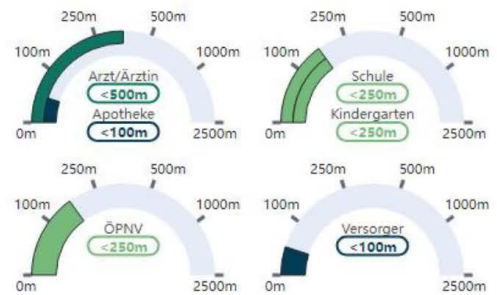 250m 500m
100m 1000m
Arzt/Ärztin
<500m
Apotheke
<100m
0m 2500m
250m 500m
100m 1000m
Schule
<250m
Kindergarten
<250m
0m 2500m
250m 500m
100m 1000m
ÖPNV
<250m
0m 2500m
250m 500m
100m 1000m
Versorger
<100m
0m 2500m